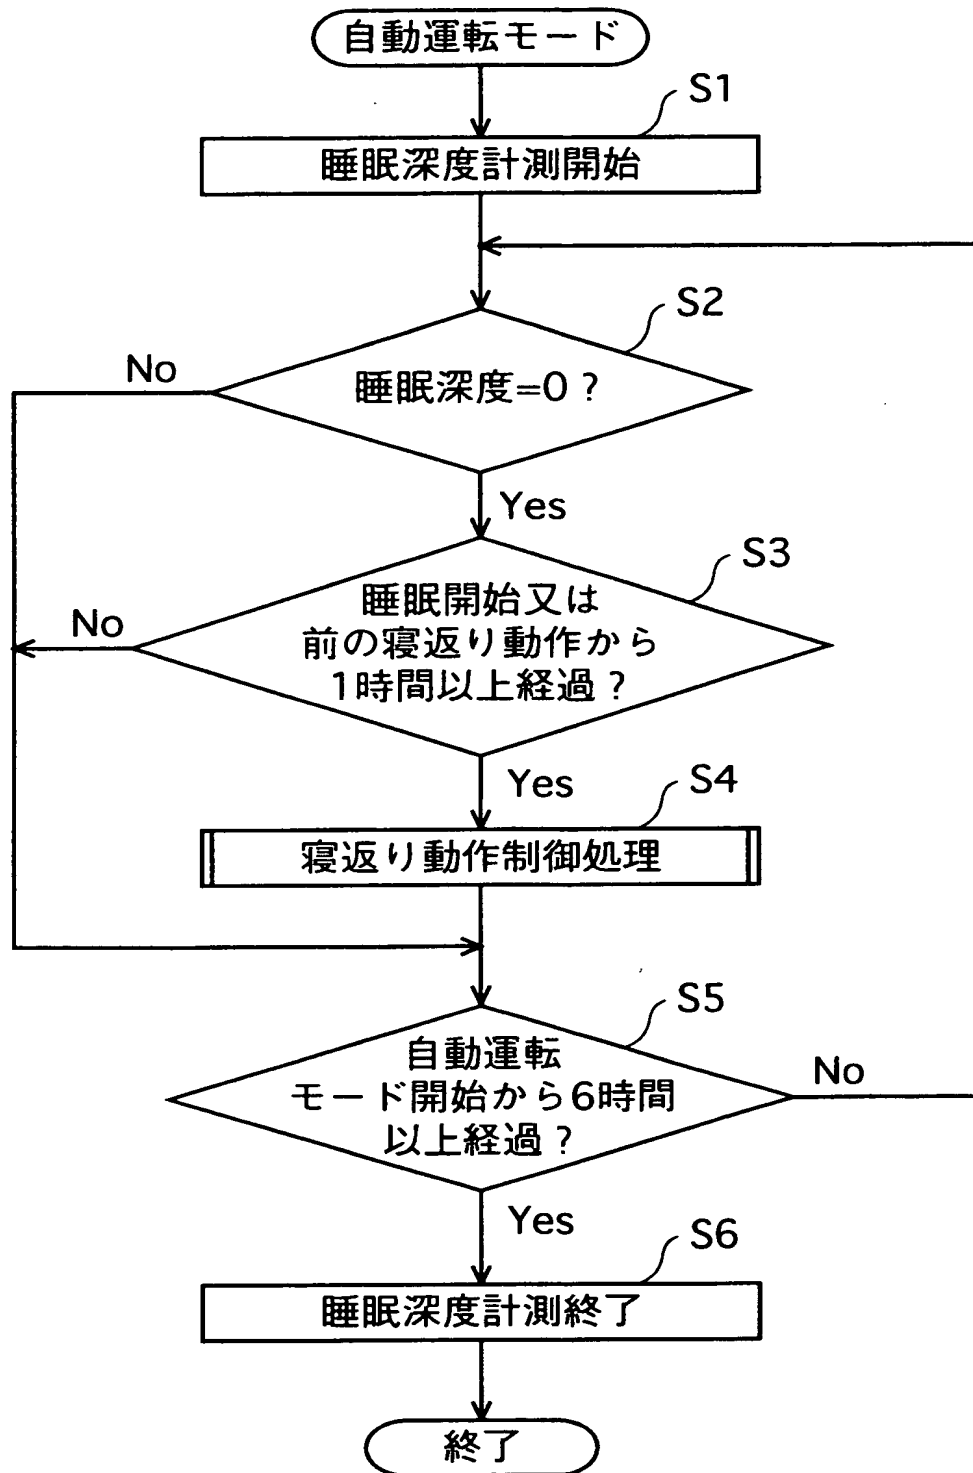 自動運転モード
S1
睡眠深度計測開始
S2
No
睡眠深度=0？
Yes
S3
睡眠開始又は
No
前の寝返り動作から
1時間以上経過？
Yes
S4
寝返り動作制御処理
S5
自動運転
No
モード開始から6時間
以上経過？
Yes
S6
睡眠深度計測終了
終了